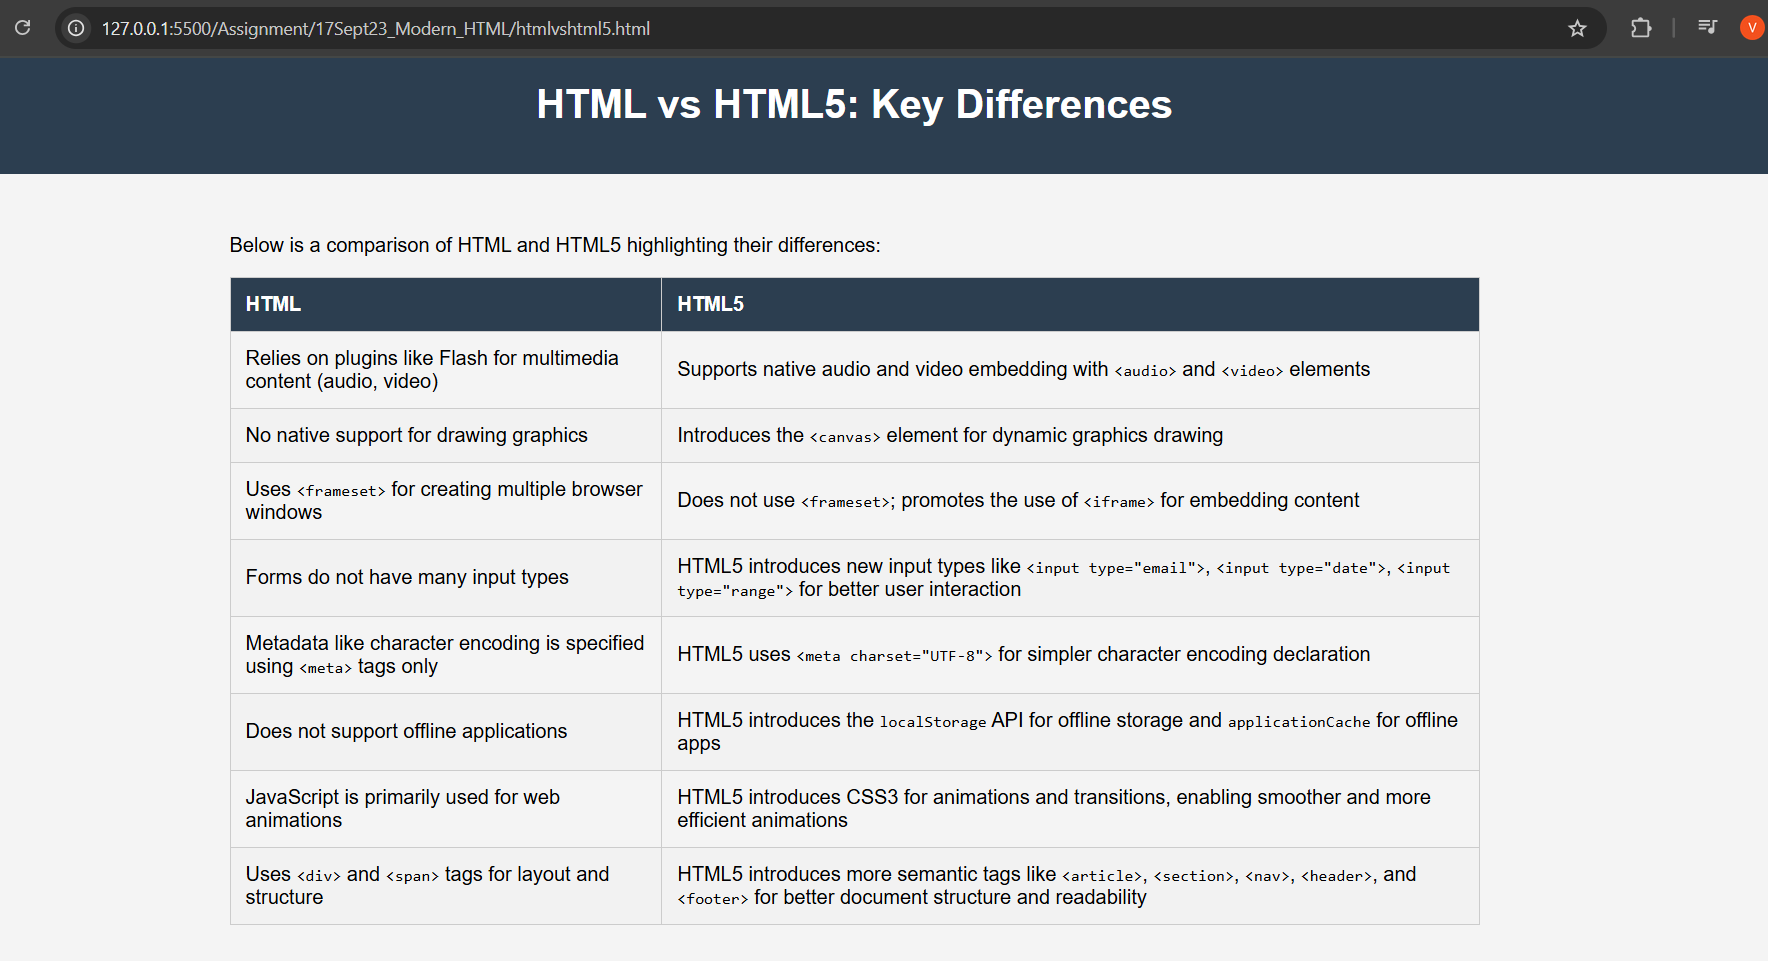 127.0.0.1:5500/Assignment/17Sept23_Modern_HTML/htmlvshtml5.html
V
HTML vs HTML5: Key Differences
Below is a comparison of HTML and HTML5 highlighting their differences:
HTML
HTML5
Relies on plugins like Flash for multimedia
content (audio, video)
Supports native audio and video embedding with <audio> and <video> elements
No native support for drawing graphics
Introduces the <canvas> element for dynamic graphics drawing
Uses <frameset> for creating multiple browser
windows
Does not use <frameset>; promotes the use of <iframe> for embedding content
Forms do not have many input types
HTML5 introduces new input types like <input type="email">, <input type="date">, <input
type="range"> for better user interaction
Metadata like character encoding is specified
using <meta> tags only
HTML5 uses <meta charset="UTF-8"> for simpler character encoding declaration
Does not support offline applications
HTML5 introduces the localStorage API for offline storage and applicationCache for offline
apps
JavaScript is primarily used for web
animations
HTML5 introduces CSS3 for animations and transitions, enabling smoother and more
efficient animations
Uses <div> and <span> tags for layout and
structure
HTML5 introduces more semantic tags like <article>, <section>, <nav>, <header>, and
<footer> for better document structure and readability